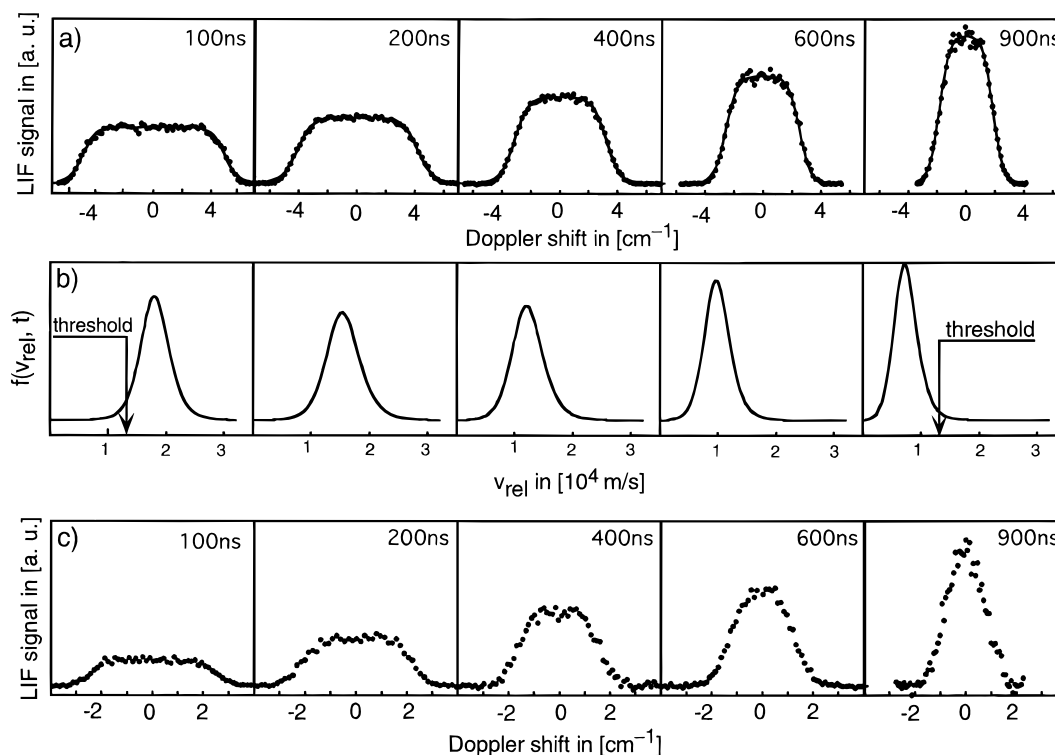 a)
100ns
200ns
400ns
600ns
900ns
LIF signal in [a. u.]
-4 0 4 -4 0 4 -4 0 4 -4 0 4 -4 0 4
Doppler shift in [cm⁻¹]
b)
threshold
threshold
f(vrel, t)
1 2 3 1 2 3 1 2 3 1 2 3 1 2 3
vrel in [10⁴ m/s]
c)
100ns
200ns
400ns
600ns
900ns
LIF signal in [a. u.]
-2 0 2 -2 0 2 -2 0 2 -2 0 2 -2 0 2
Doppler shift in [cm⁻¹]